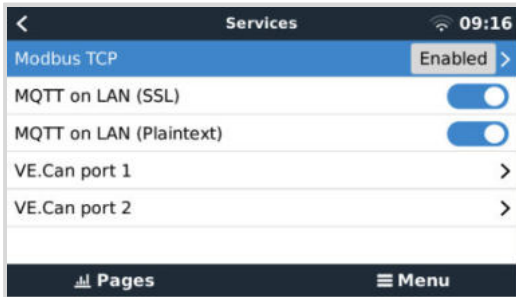 Services 09:16
Modbus TCP Enabled
MQTT on LAN (SSL)
MQTT on LAN (Plaintext)
VE.Can port 1
VE.Can port 2
Pages Menu